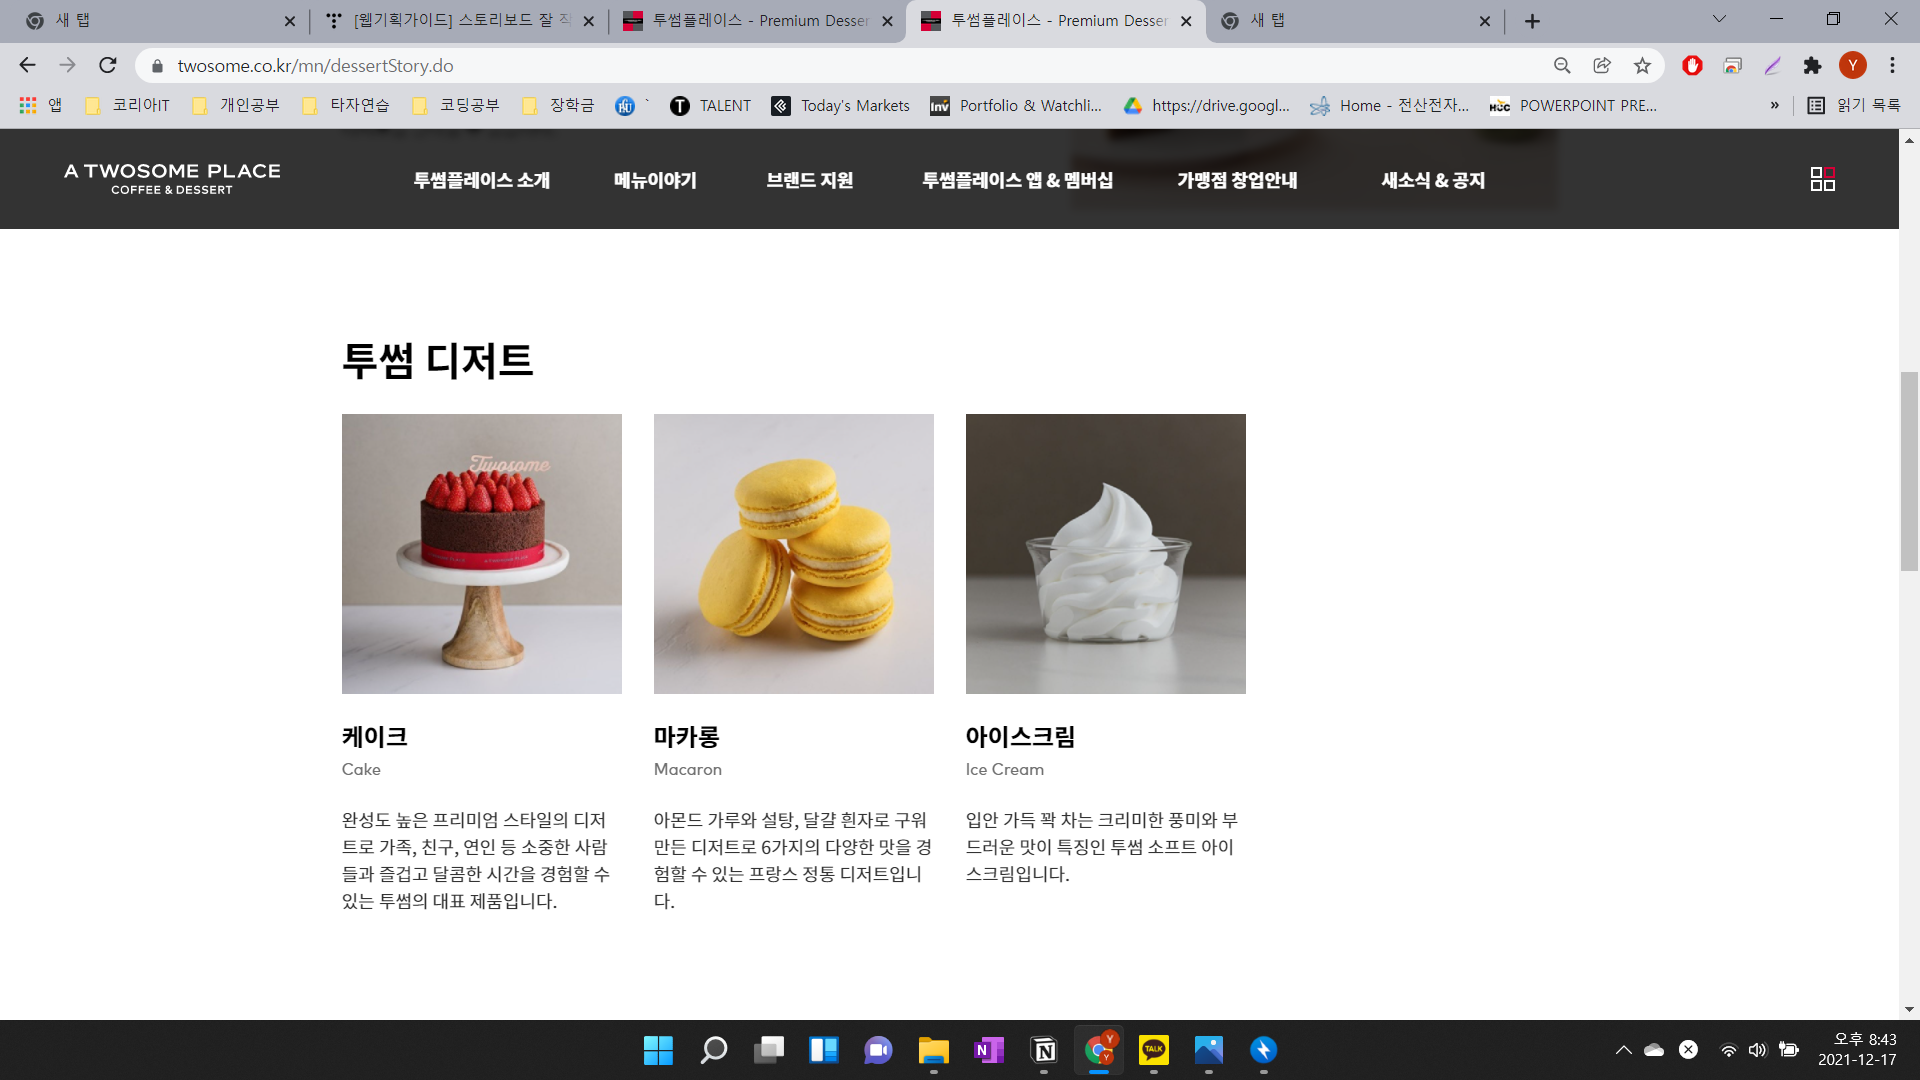 새 탭
[웹기획가이드] 스토리보드 잘 작
투썸플레이스 - Premium Desser
투썸플레이스 - Premium Desser
새 탭
twosome.co.kr/mn/dessertStory.do
Y
앱
코리아IT
개인공부
타자연습
코딩공부
장학금
`
TALENT
Today's Markets
Inv
Portfolio & Watchli...
https://drive.googl...
Home - 전산전자...
POWERPOINT PRE...
»
읽기 목록
A TWOSOME PLACE
COFFEE & DESSERT
투썸플레이스 소개
메뉴이야기
브랜드 지원
투썸플레이스 앱 & 멤버십
가맹점 창업안내
새소식 & 공지
투썸 디저트
Twosome
케이크
Cake
완성도 높은 프리미엄 스타일의 디저
트로 가족, 친구, 연인 등 소중한 사람
들과 즐겁고 달콤한 시간을 경험할 수
있는 투썸의 대표 제품입니다.
마카롱
Macaron
아몬드 가루와 설탕, 달걀 흰자로 구워
만든 디저트로 6가지의 다양한 맛을 경
험할 수 있는 프랑스 정통 디저트입니
다.
아이스크림
Ice Cream
입안 가득 꽉 차는 크리미한 풍미와 부
드러운 맛이 특징인 투썸 소프트 아이
스크림입니다.
N
N
Y
Y
TALK
오후 8:43
2021-12-17